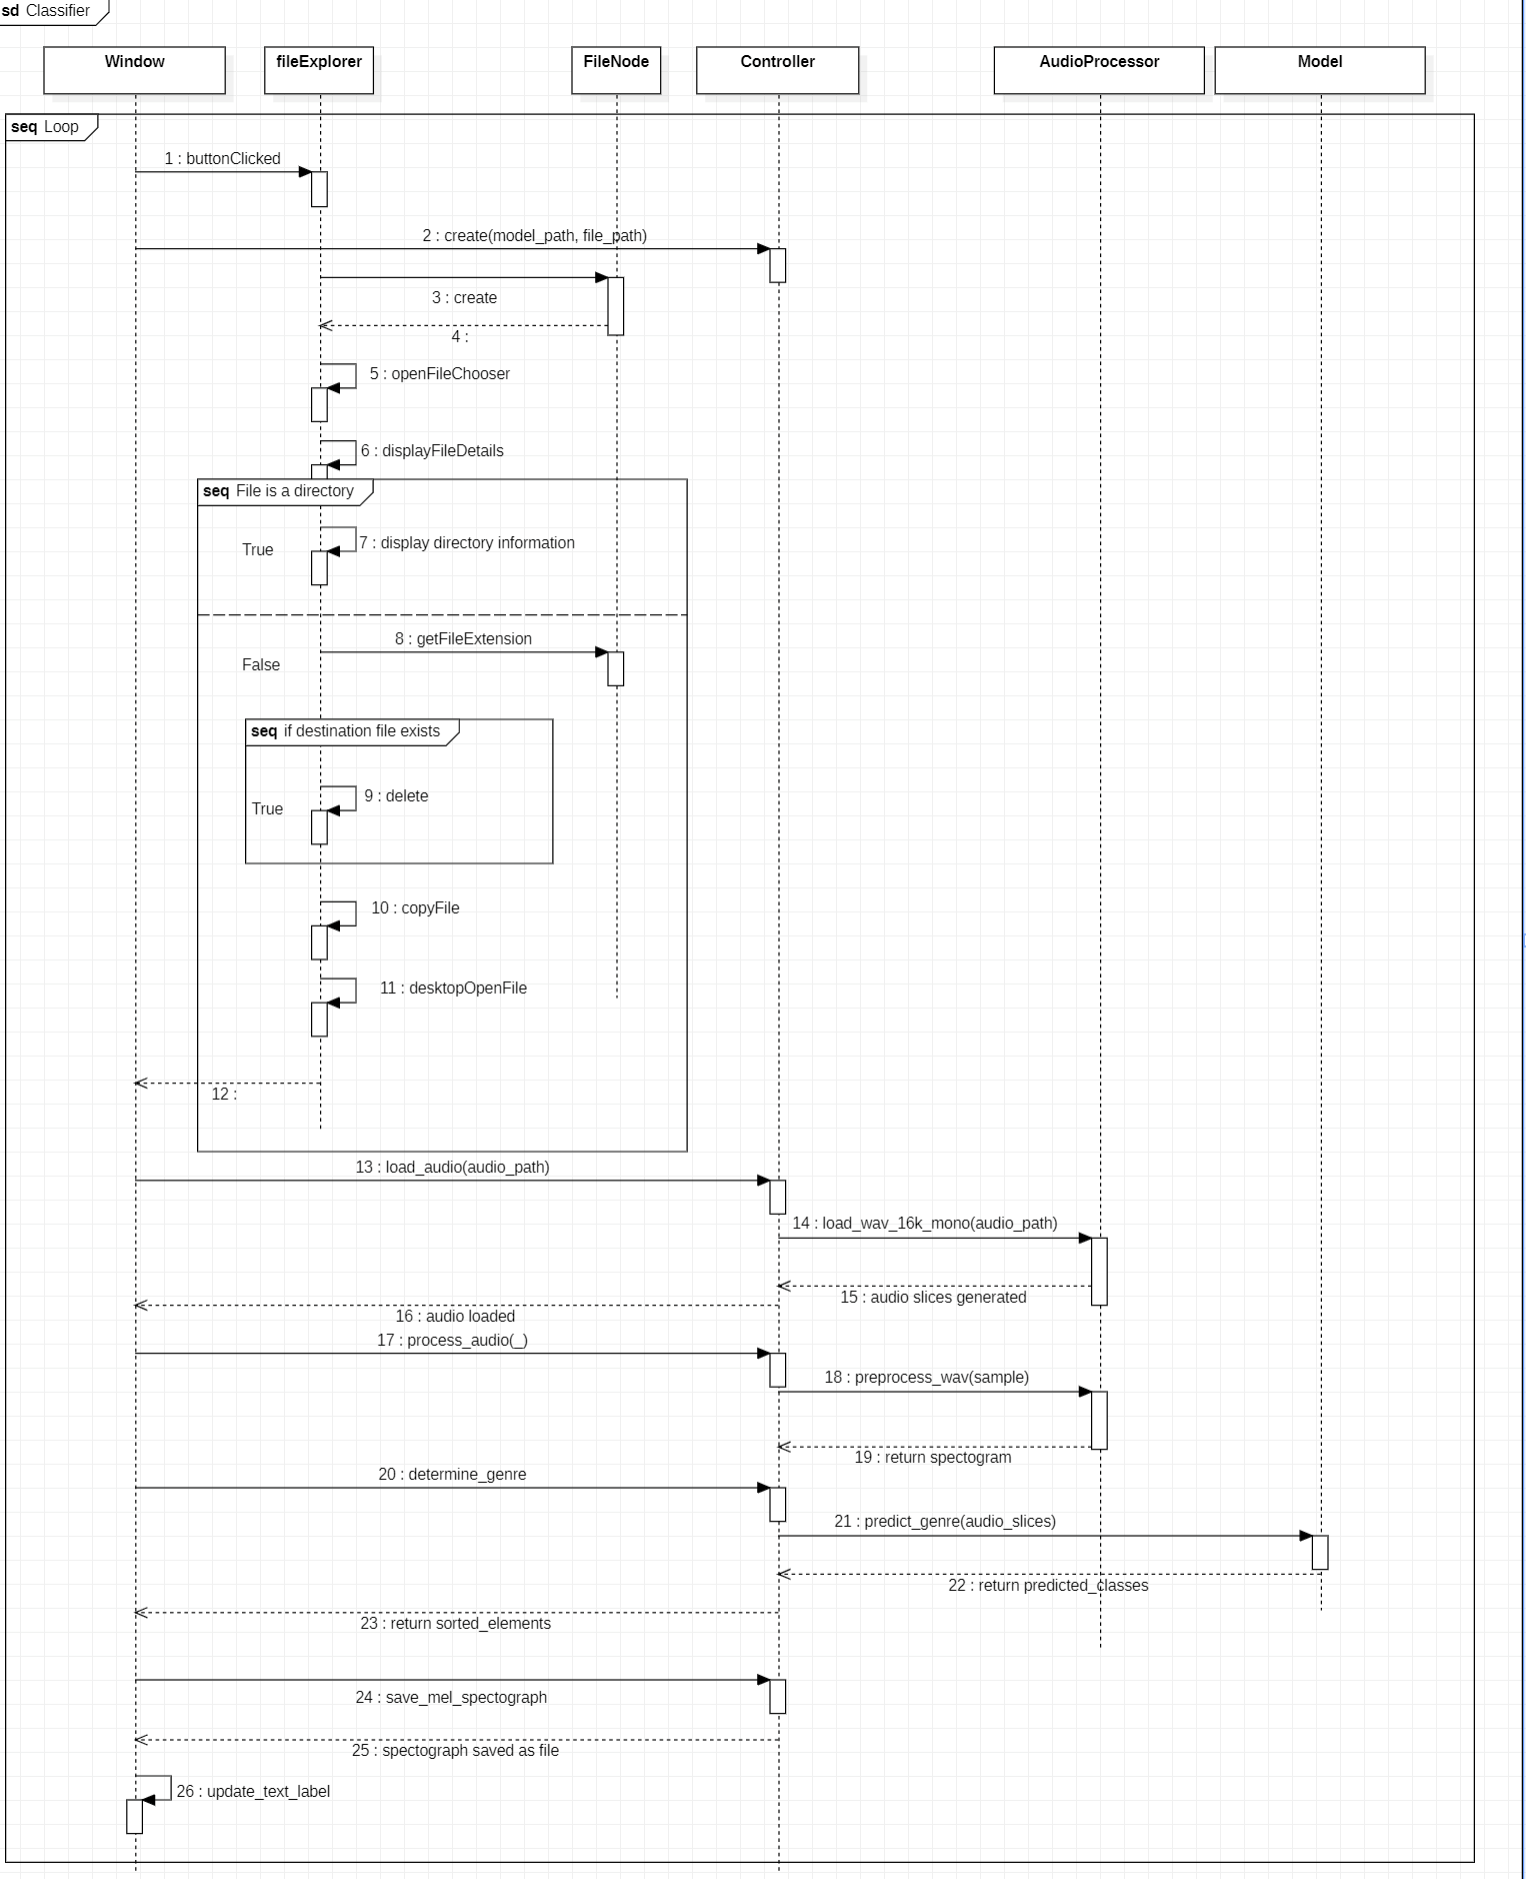 sd Classifier
Window
fileExplorer
FileNode
Controller
AudioProcessor
Model
seq Loop
1 : buttonClicked
2 : create(model_path, file_path)
3 : create
4 :
5 : openFileChooser
6 : displayFileDetails
seq File is a directory
7 : display directory information
True
8 : getFileExtension
False
seq if destination file exists
9 : delete
True
10 : copyFile
11 : desktopOpenFile
12 :
13 : load_audio(audio_path)
14 : load_wav_16k_mono(audio_path)
15 : audio slices generated
16 : audio loaded
17 : process_audio(_)
18 : preprocess_wav(sample)
19 : return spectogram
20 : determine_genre
21 : predict_genre(audio_slices)
22 : return predicted_classes
23 : return sorted_elements
24 : save_mel_spectograph
25 : spectograph saved as file
26 : update_text_label